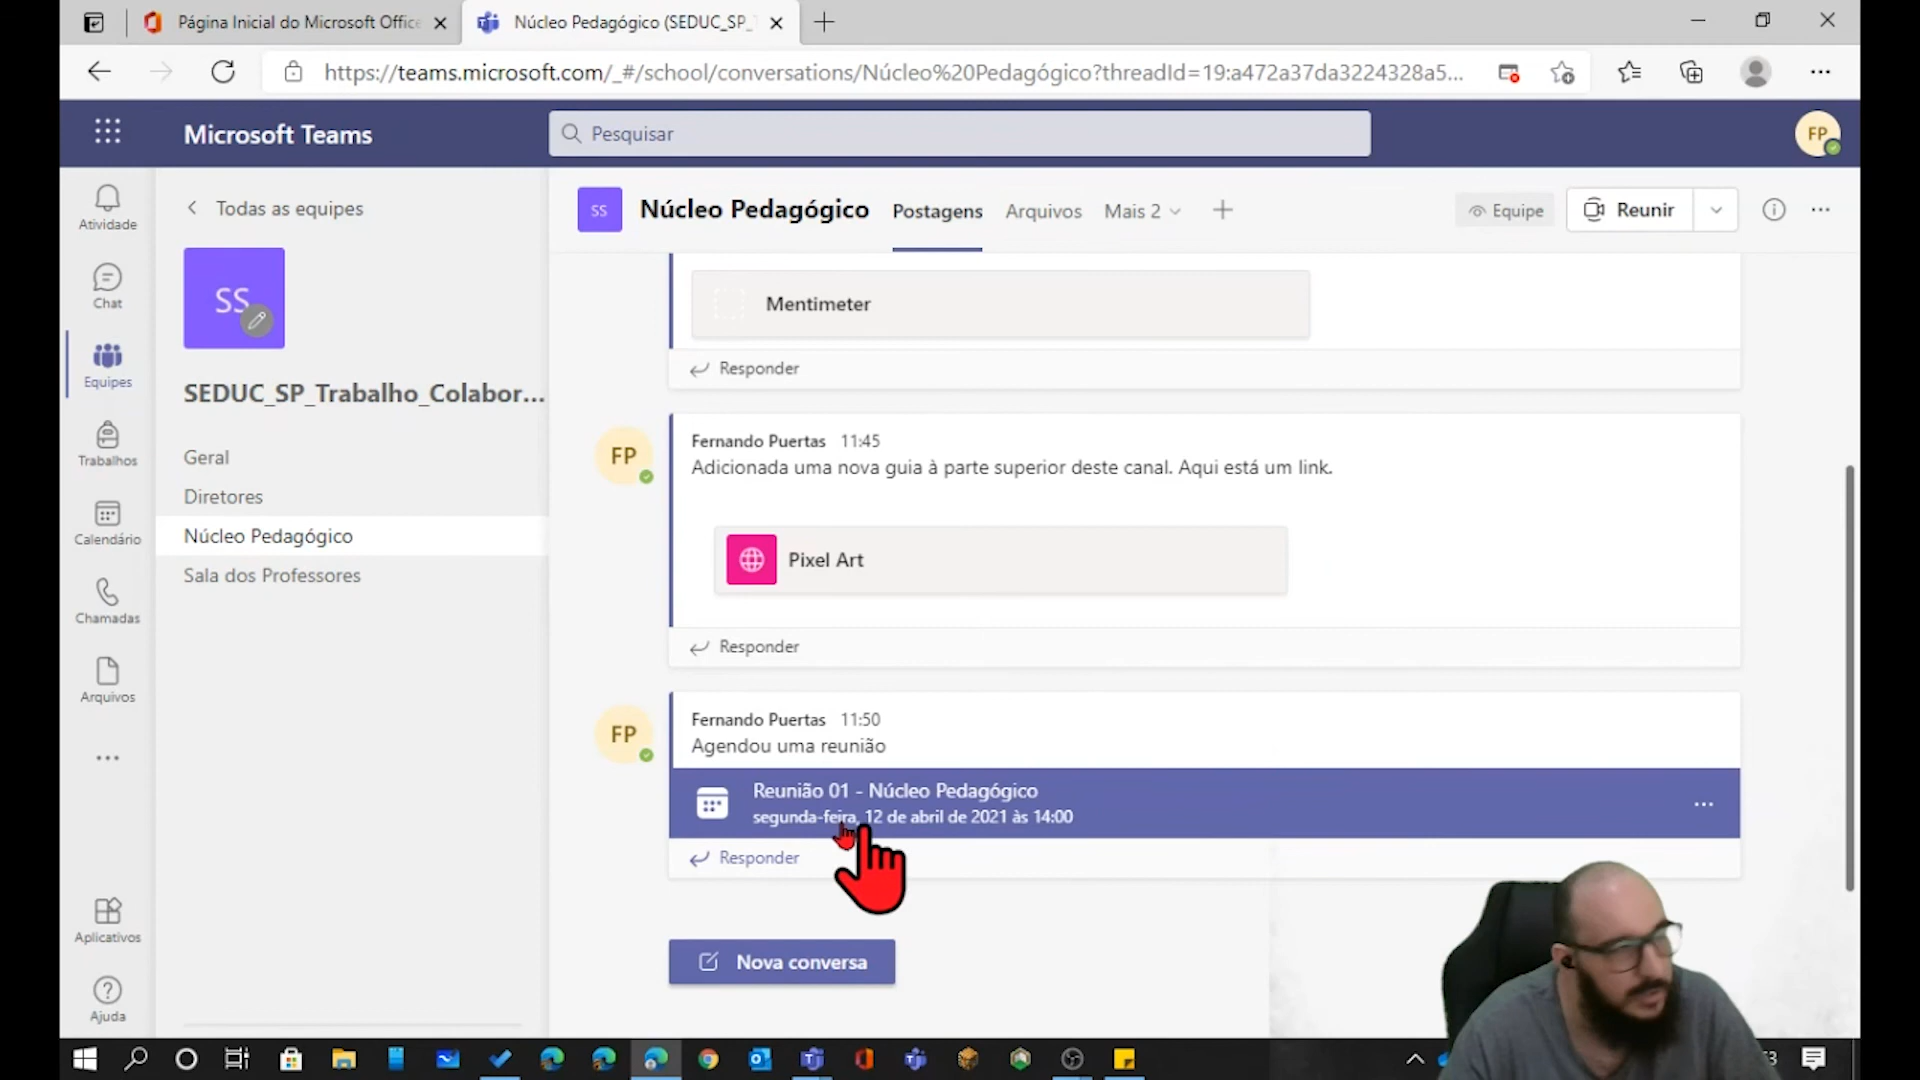 Página Inicial do Microsoft Office
Núcleo Pedagógico (SEDUC_SP_T
https://teams.microsoft.com/_#/school/conversations/Núcleo%20Pedagógico?threadId=19:a472a37da3224328a5...
Microsoft Teams
Pesquisar
FP
Atividade
Chat
Equipes
Trabalhos
Calendário
Chamadas
Arquivos
Aplicativos
Ajuda
Todas as equipes
SS
SEDUC_SP_Trabalho_Colabor...
Geral
Diretores
Núcleo Pedagógico
Sala dos Professores
SS
Núcleo Pedagógico
Postagens
Arquivos
Mais 2
Equipe
Reunir
Mentimeter
Responder
FP
Fernando Puertas 11:45
Adicionada uma nova guia à parte superior deste canal. Aqui está um link.
Pixel Art
Responder
FP
Fernando Puertas 11:50
Agendou uma reunião
Reunião 01 - Núcleo Pedagógico
segunda-feira, 12 de abril de 2021 às 14:00
Responder
Nova conversa